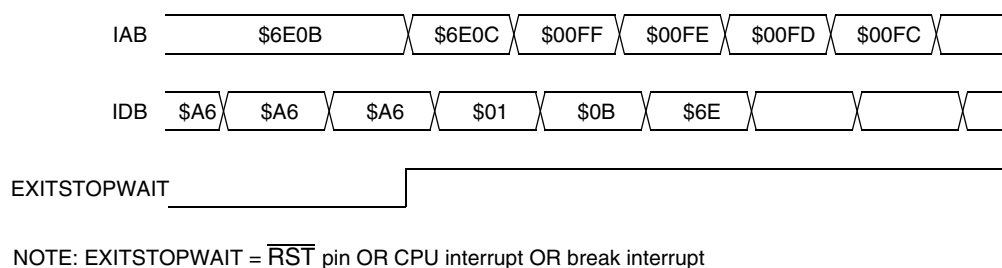 IAB $6E0B $6E0C $00FF $00FE $00FD $00FC
IDB $A6 $A6 $A6 $01 $0B $6E
EXITSTOPWAIT
NOTE: EXITSTOPWAIT = RST pin OR CPU interrupt OR break interrupt